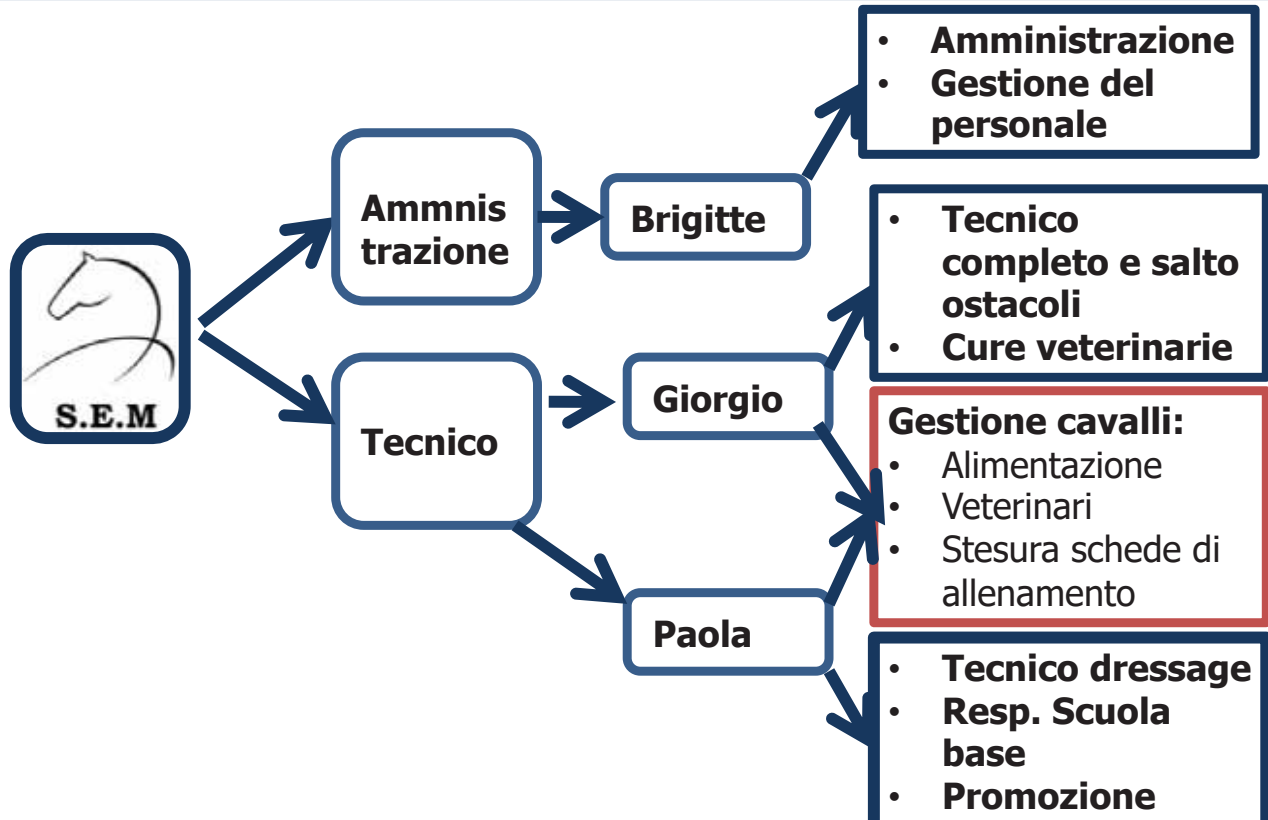 S.E.M
Ammnis
trazione
Tecnico
Brigitte
Giorgio
Paola
• Amministrazione
• Gestione del
personale
• Tecnico
completo e salto
ostacoli
• Cure veterinarie
Gestione cavalli:
• Alimentazione
• Veterinari
• Stesura schede di
allenamento
• Tecnico dressage
• Resp. Scuola
base
• Promozione